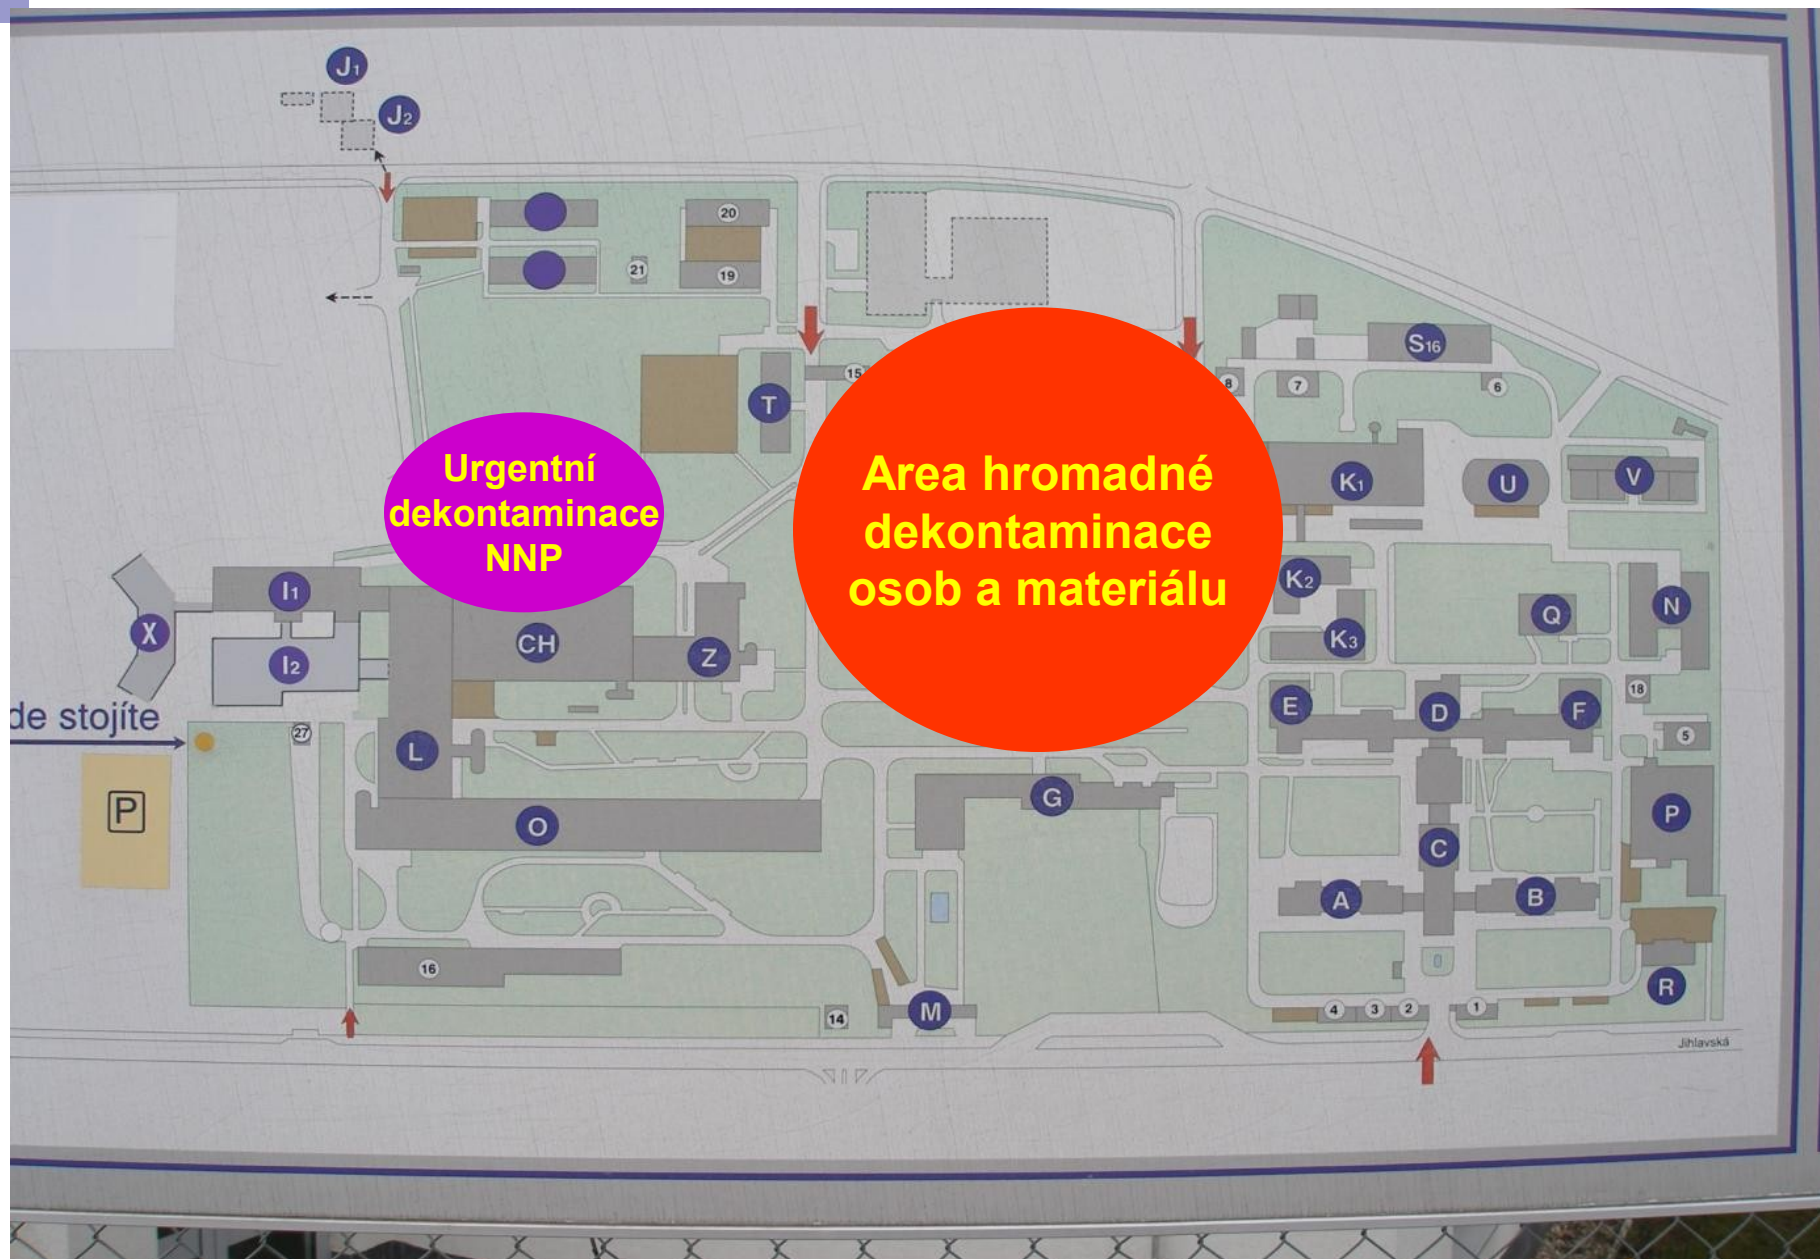 J1
J2
20
21
19
S16
15
8
7
6
T
Urgentní
dekontaminace
NNP
Area hromadné
dekontaminace
osob a materiálu
K1
U
V
I1
K2
X
CH
Q
N
I2
Z
K3
18
de stojíte
E
D
F
27
5
L
P
G
P
O
C
A
B
16
R
14
M
4
3
2
1
Jihlavská